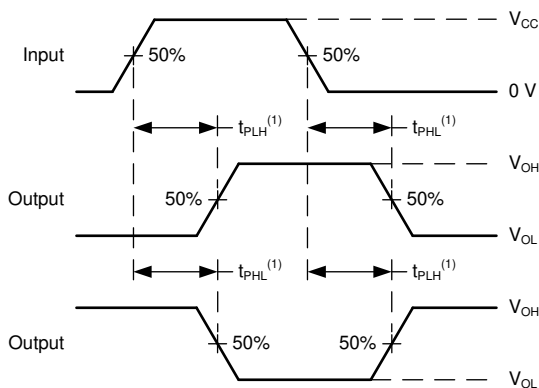 V_CC
Input
50%
50%
0 V
t_PLH^(1)
t_PHL^(1)
V_OH
Output
50%
50%
V_OL
t_PHL^(1)
t_PLH^(1)
V_OH
Output
50%
50%
V_OL